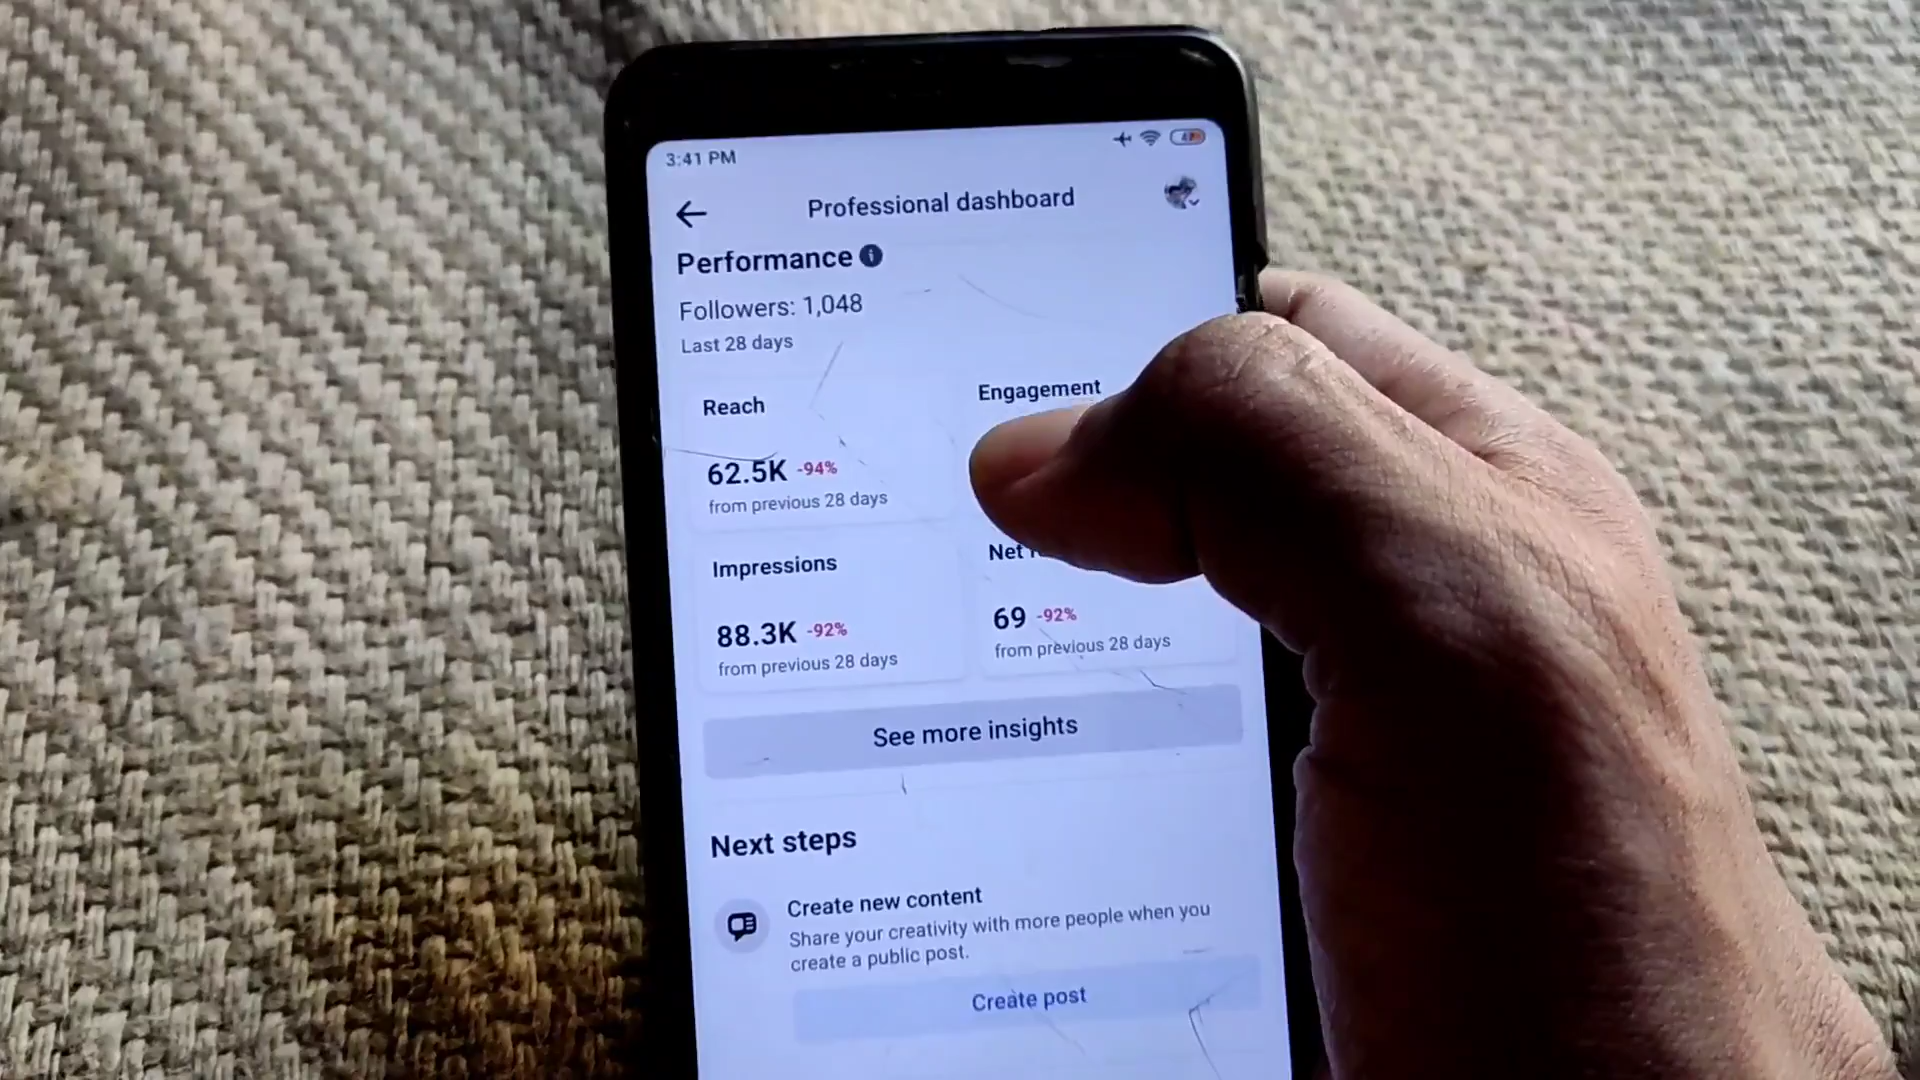 3:41 PM
Professional dashboard
Performance
Followers: 1,048
Last 28 days
Reach
62.5K -94%
from previous 28 days
Engagement
Impressions
88.3K -92%
from previous 28 days
Net
69 -92%
from previous 28 days
See more insights
Next steps
Create new content
Share your creativity with more people when you
create a public post.
Create post